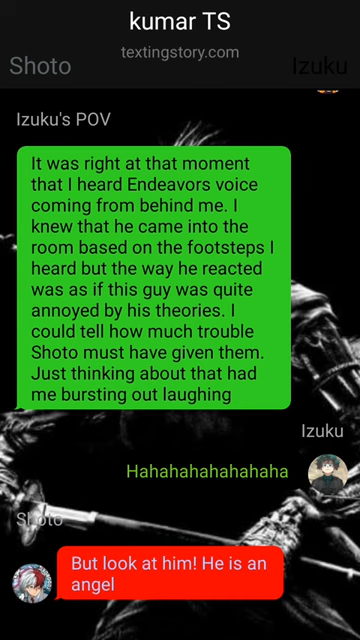 kumar TS
textingstory.com
Shoto
Izuku
Izuku's POV
It was right at that moment
that I heard Endeavors voice
coming from behind me. I
knew that he came into the
room based on the footsteps I
heard but the way he reacted
was as if this guy was quite
annoyed by his theories. I
could tell how much trouble
Shoto must have given them.
Just thinking about that had
me bursting out laughing
Izuku
Hahahahahahahaha
Shoto
But look at him! He is an
angel